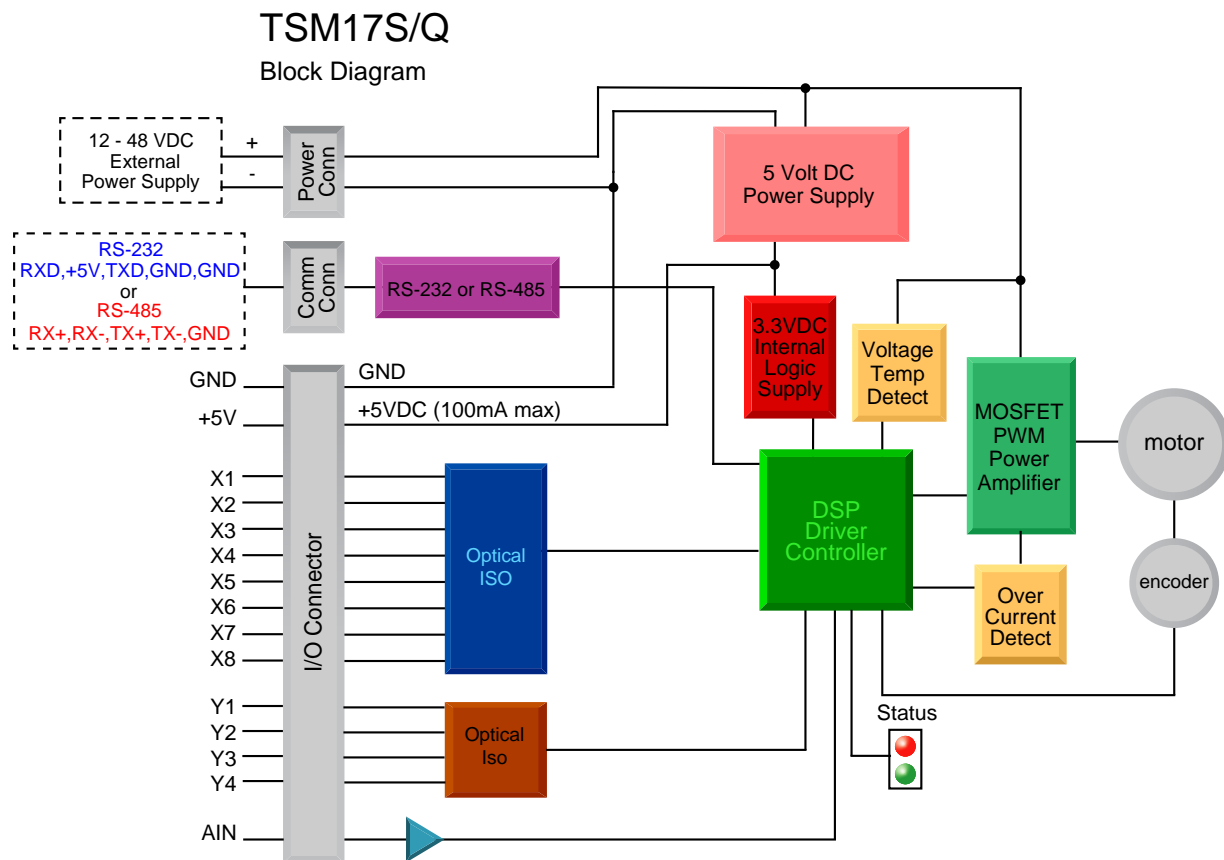 TSM17S/Q
Block Diagram
12 - 48 VDC
External
Power Supply
+
-
Power
Conn
5 Volt DC
Power Supply
RS-232
RXD,+5V,TXD,GND,GND
or
RS-485
RX+,RX-,TX+,TX-,GND
Comm
Conn
RS-232 or RS-485
3.3VDC
Internal
Logic
Supply
Voltage
Temp
Detect
MOSFET
PWM
Power
Amplifier
motor
encoder
GND
GND
+5V
+5VDC (100mA max)
I/O Connector
X1
X2
X3
X4
X5
X6
X7
X8
Optical
ISO
DSP
Driver
Controller
Over
Current
Detect
Y1
Y2
Y3
Y4
Optical
Iso
Status
AIN